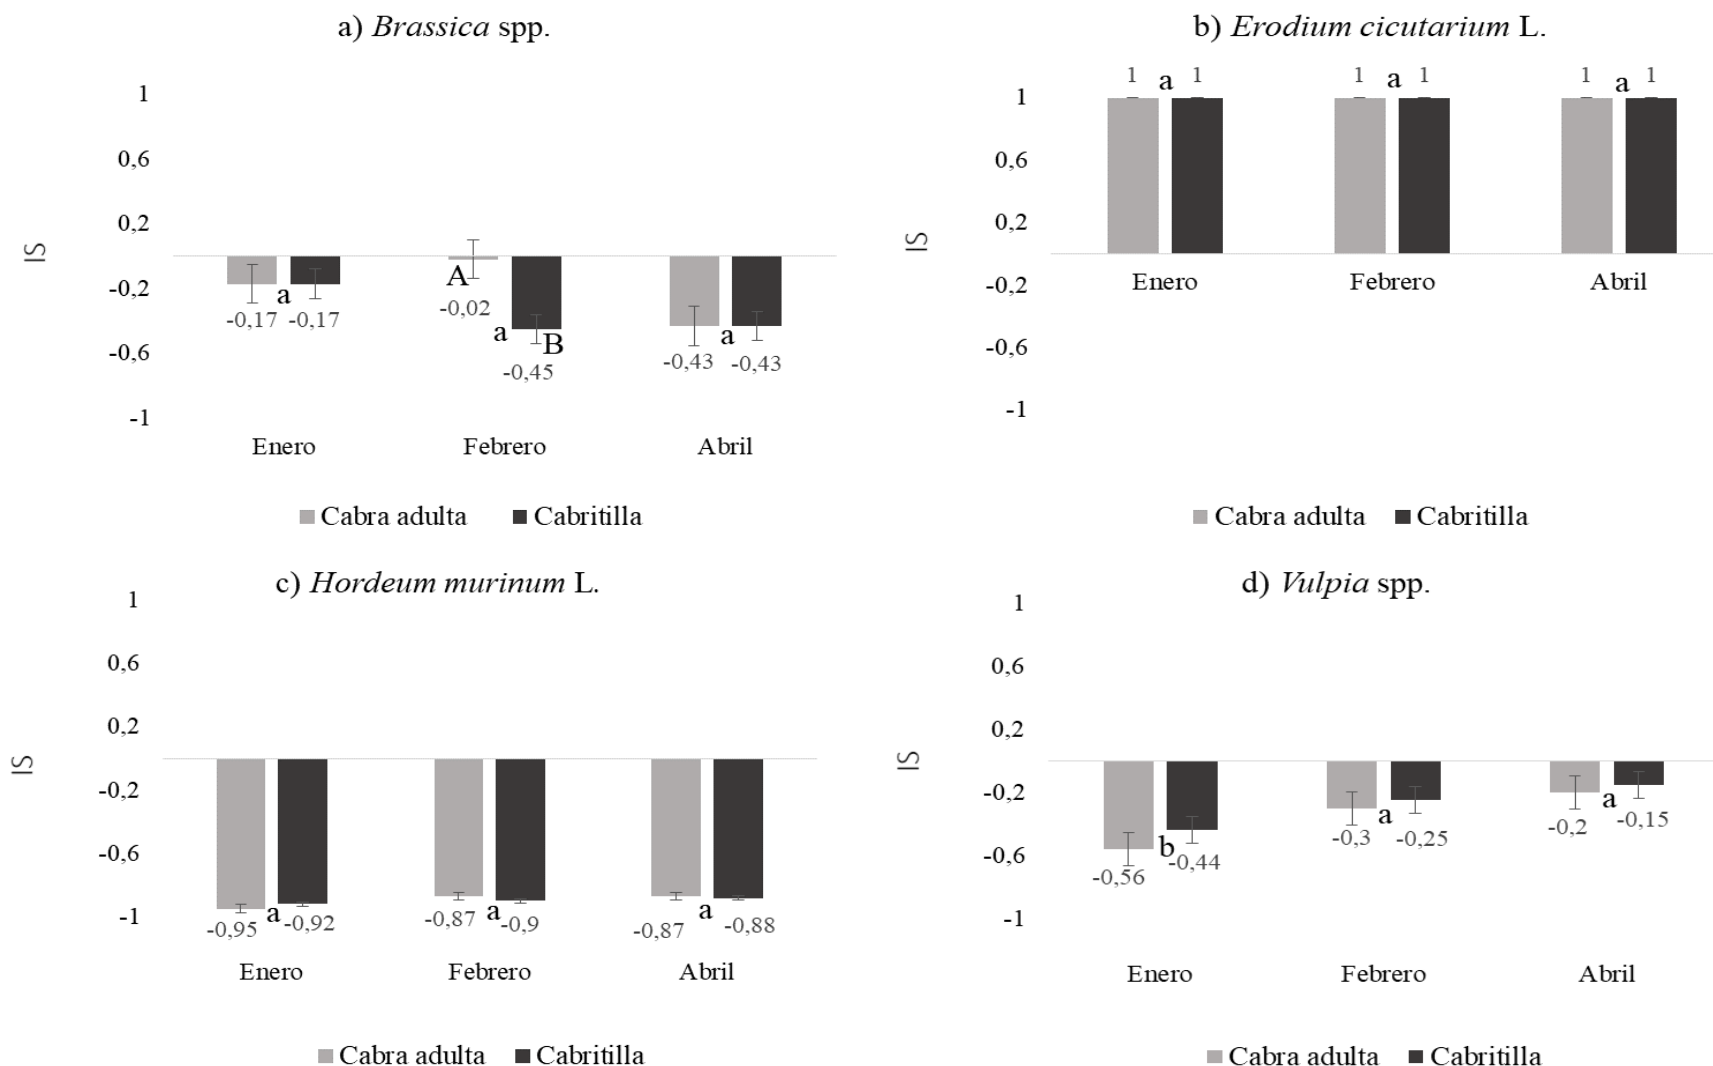 a) Brassica spp.
1
0,6
0,2
-0,2
-0,6
-1
IS
-0,17 a -0,17
A
-0,02
a B
-0,45
a
-0,43 -0,43
Enero Febrero Abril
Cabra adulta Cabritilla
b) Erodium cicutarium L.
1 a 1 1 a 1 1 a 1
1
0,6
0,2
-0,2
-0,6
-1
IS
Enero Febrero Abril
Cabra adulta Cabritilla
c) Hordeum murinum L.
1
0,6
0,2
-0,2
-0,6
-1
IS
-0,95 a -0,92 -0,87 a -0,9 -0,87 a -0,88
Enero Febrero Abril
Cabra adulta Cabritilla
d) Vulpia spp.
1
0,6
0,2
-0,2
-0,6
-1
IS
-0,56 b -0,44 -0,3 a -0,25 -0,2 a -0,15
Enero Febrero Abril
Cabra adulta Cabritilla